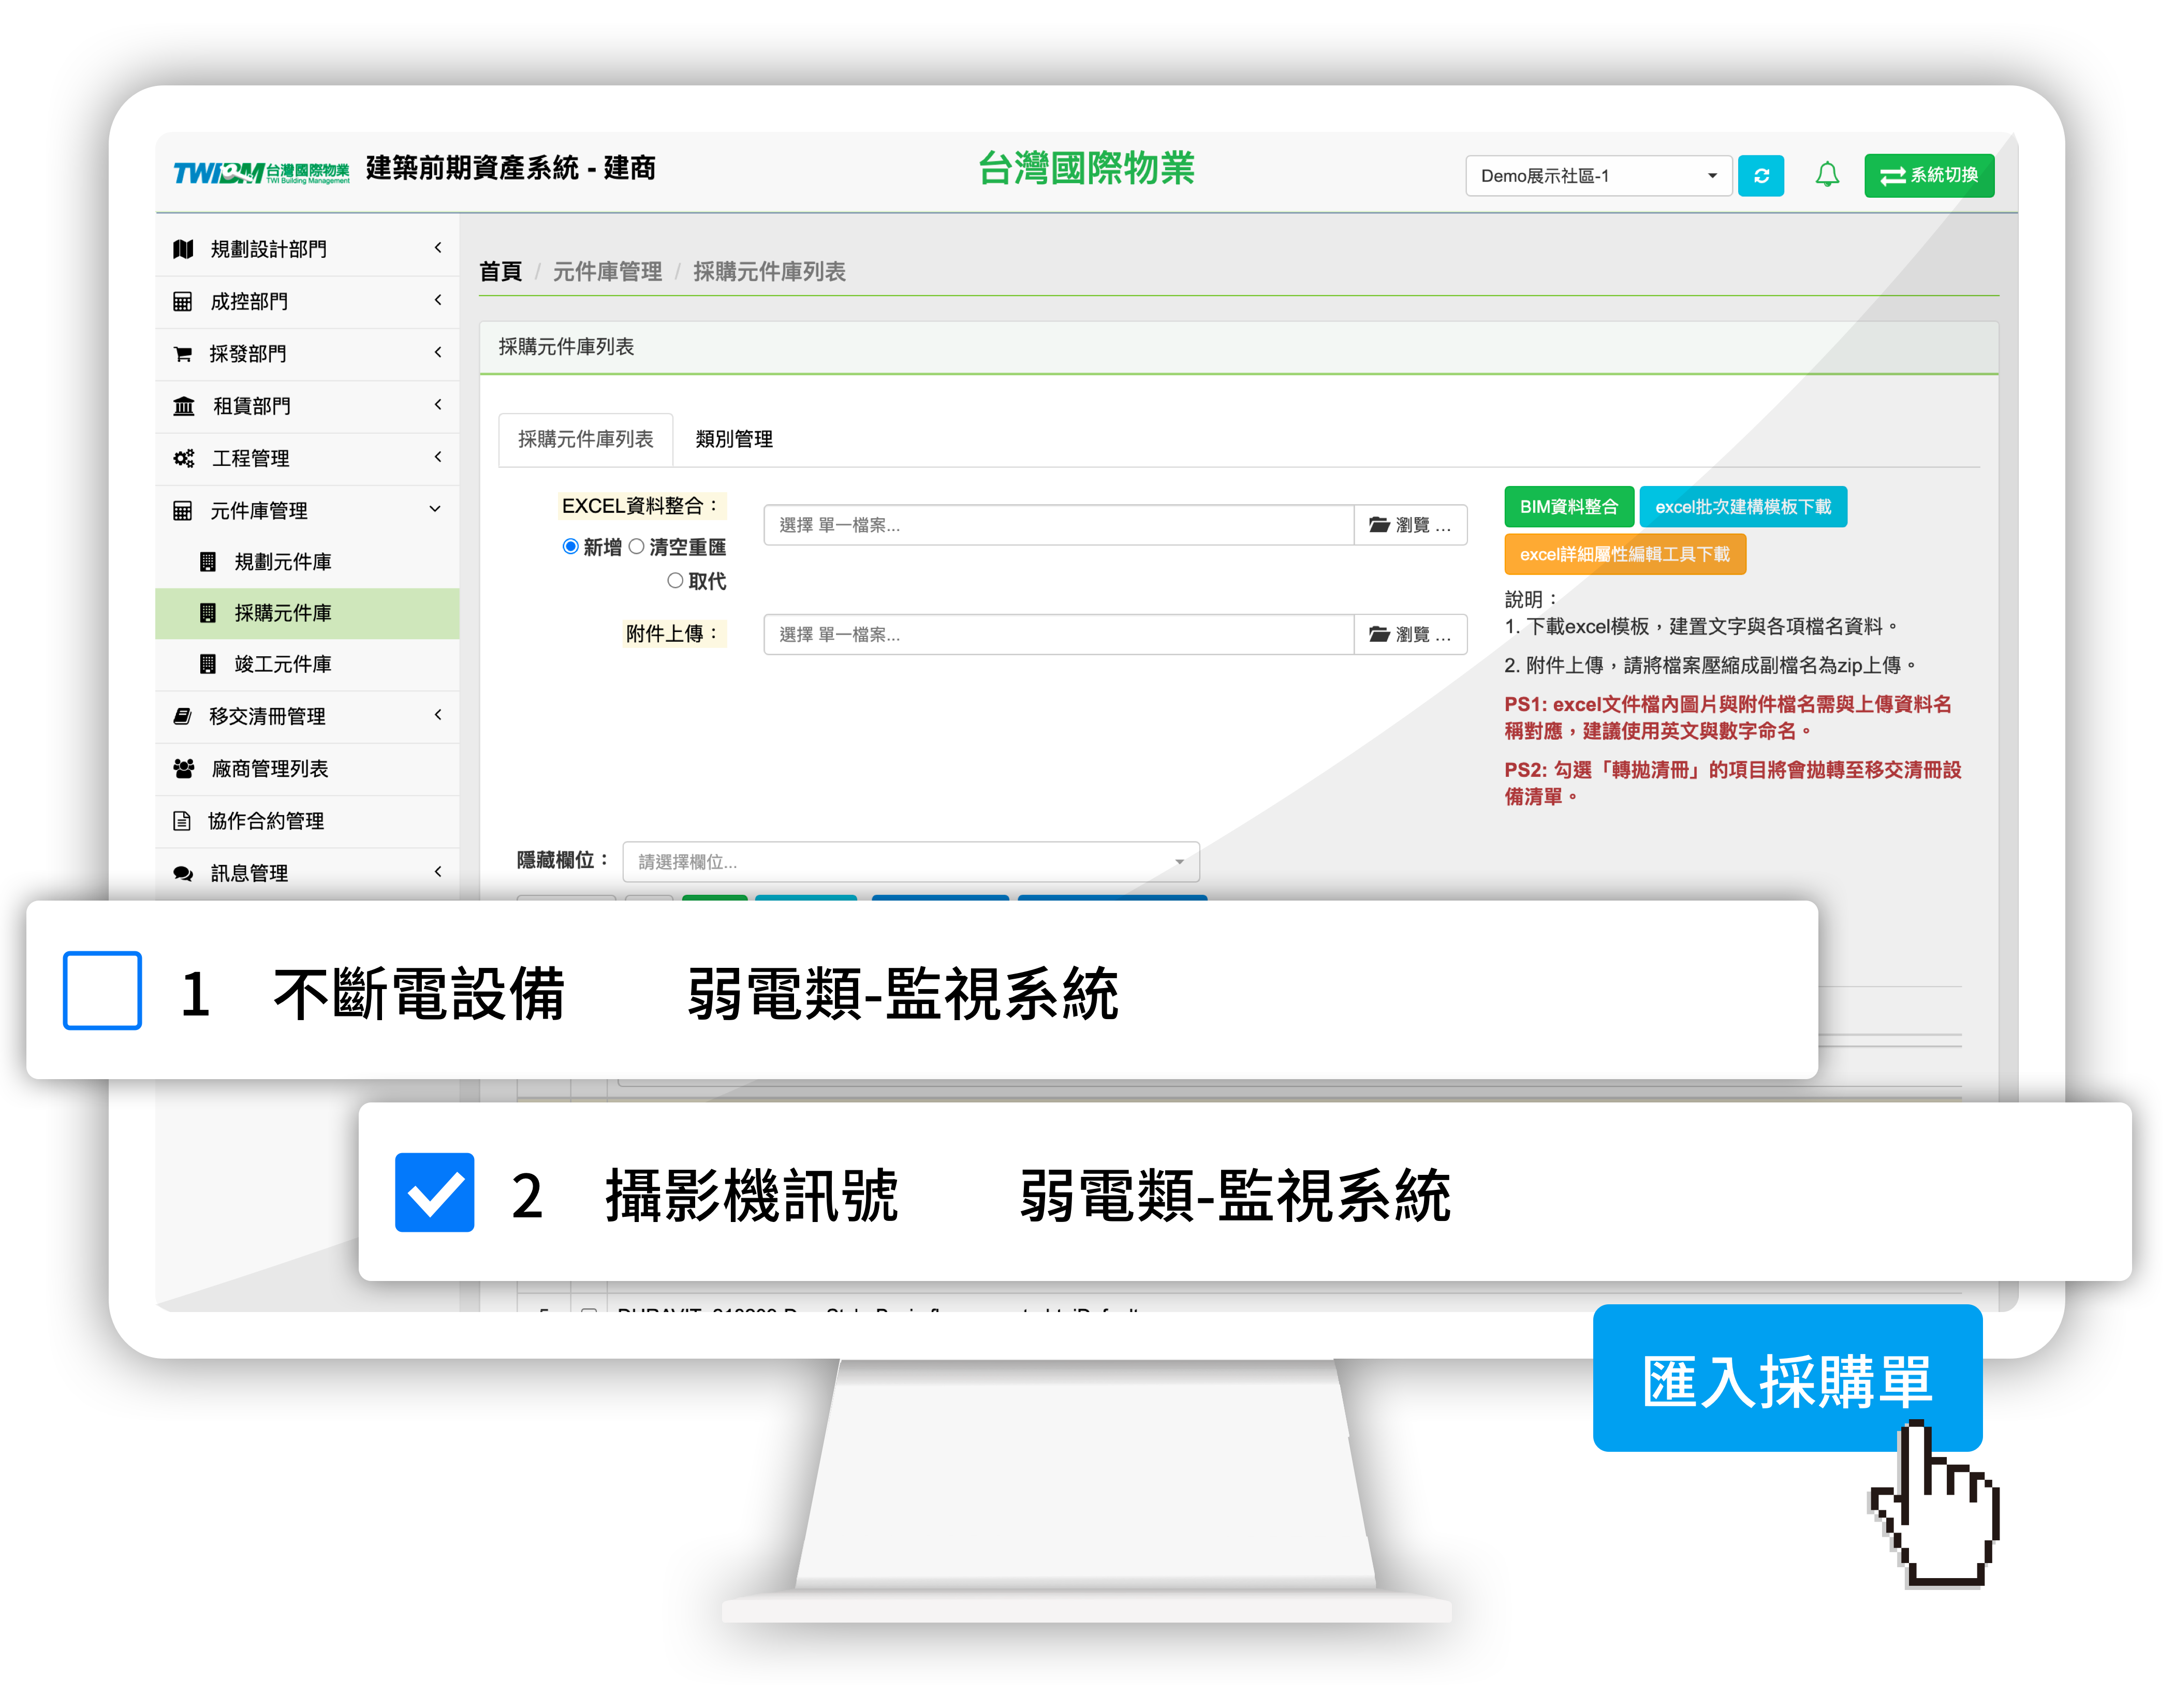 TWIBM 台灣國際物業
TWI Building Management
建築前期資產系統 - 建商
台灣國際物業
Demo展示社區-1
系統切換
規劃設計部門
成控部門
採發部門
租賃部門
工程管理
元件庫管理
規劃元件庫
採購元件庫
竣工元件庫
移交清冊管理
廠商管理列表
協作合約管理
訊息管理
首頁 / 元件庫管理 / 採購元件庫列表
採購元件庫列表
採購元件庫列表 類別管理
EXCEL資料整合：
新增 清空重匯
取代
選擇 單一檔案...
瀏覽 ...
附件上傳：
選擇 單一檔案...
瀏覽 ...
BIM資料整合 excel批次建構模板下載
excel詳細屬性編輯工具下載
說明：
1. 下載excel模板，建置文字與各項檔名資料。
2. 附件上傳，請將檔案壓縮成副檔名為zip上傳。
PS1: excel文件檔內圖片與附件檔名需與上傳資料名
稱對應，建議使用英文與數字命名。
PS2: 勾選「轉拋清冊」的項目將會拋轉至移交清冊設
備清單。
隱藏欄位：
請選擇欄位...
1 不斷電設備 弱電類-監視系統
2 攝影機訊號 弱電類-監視系統
匯入採購單